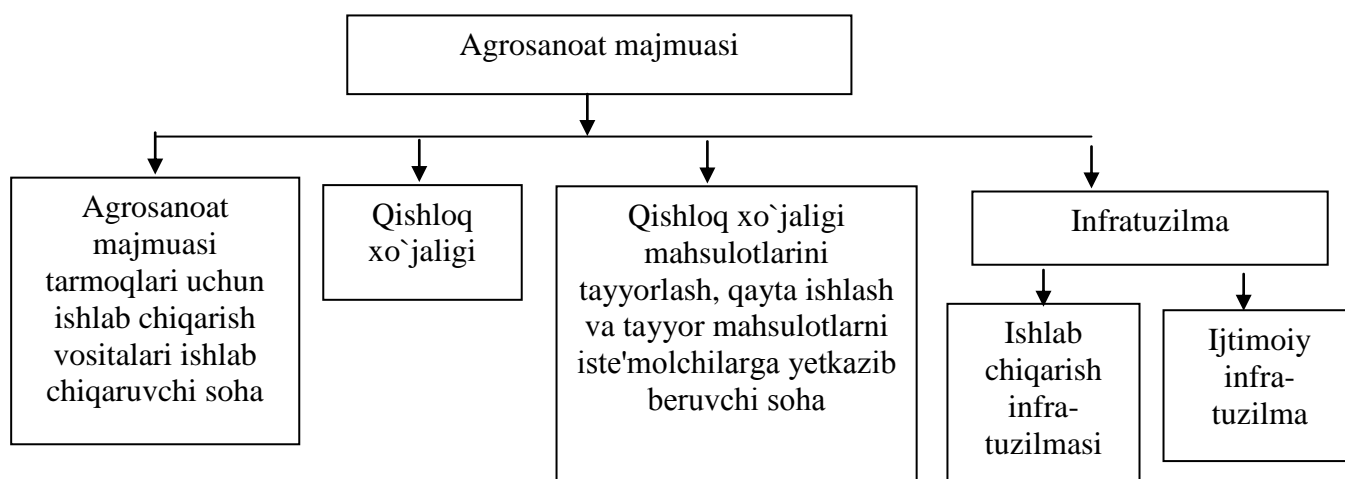 Agrosanoat majmuasi
Agrosanoat
majmuasi
tarmoqlari uchun
ishlab chiqarish
vositalari ishlab
chiqaruvchi soha
Qishloq
xo`jaligi
Qishloq xo`jaligi
mahsulotlarini
tayyorlash, qayta ishlash
va tayyor mahsulotlarni
iste'molchilarga yetkazib
beruvchi soha
Infratuzilma
Ishlab
chiqarish
infra-
tuzilmasi
Ijtimoiy
infra-
tuzilma